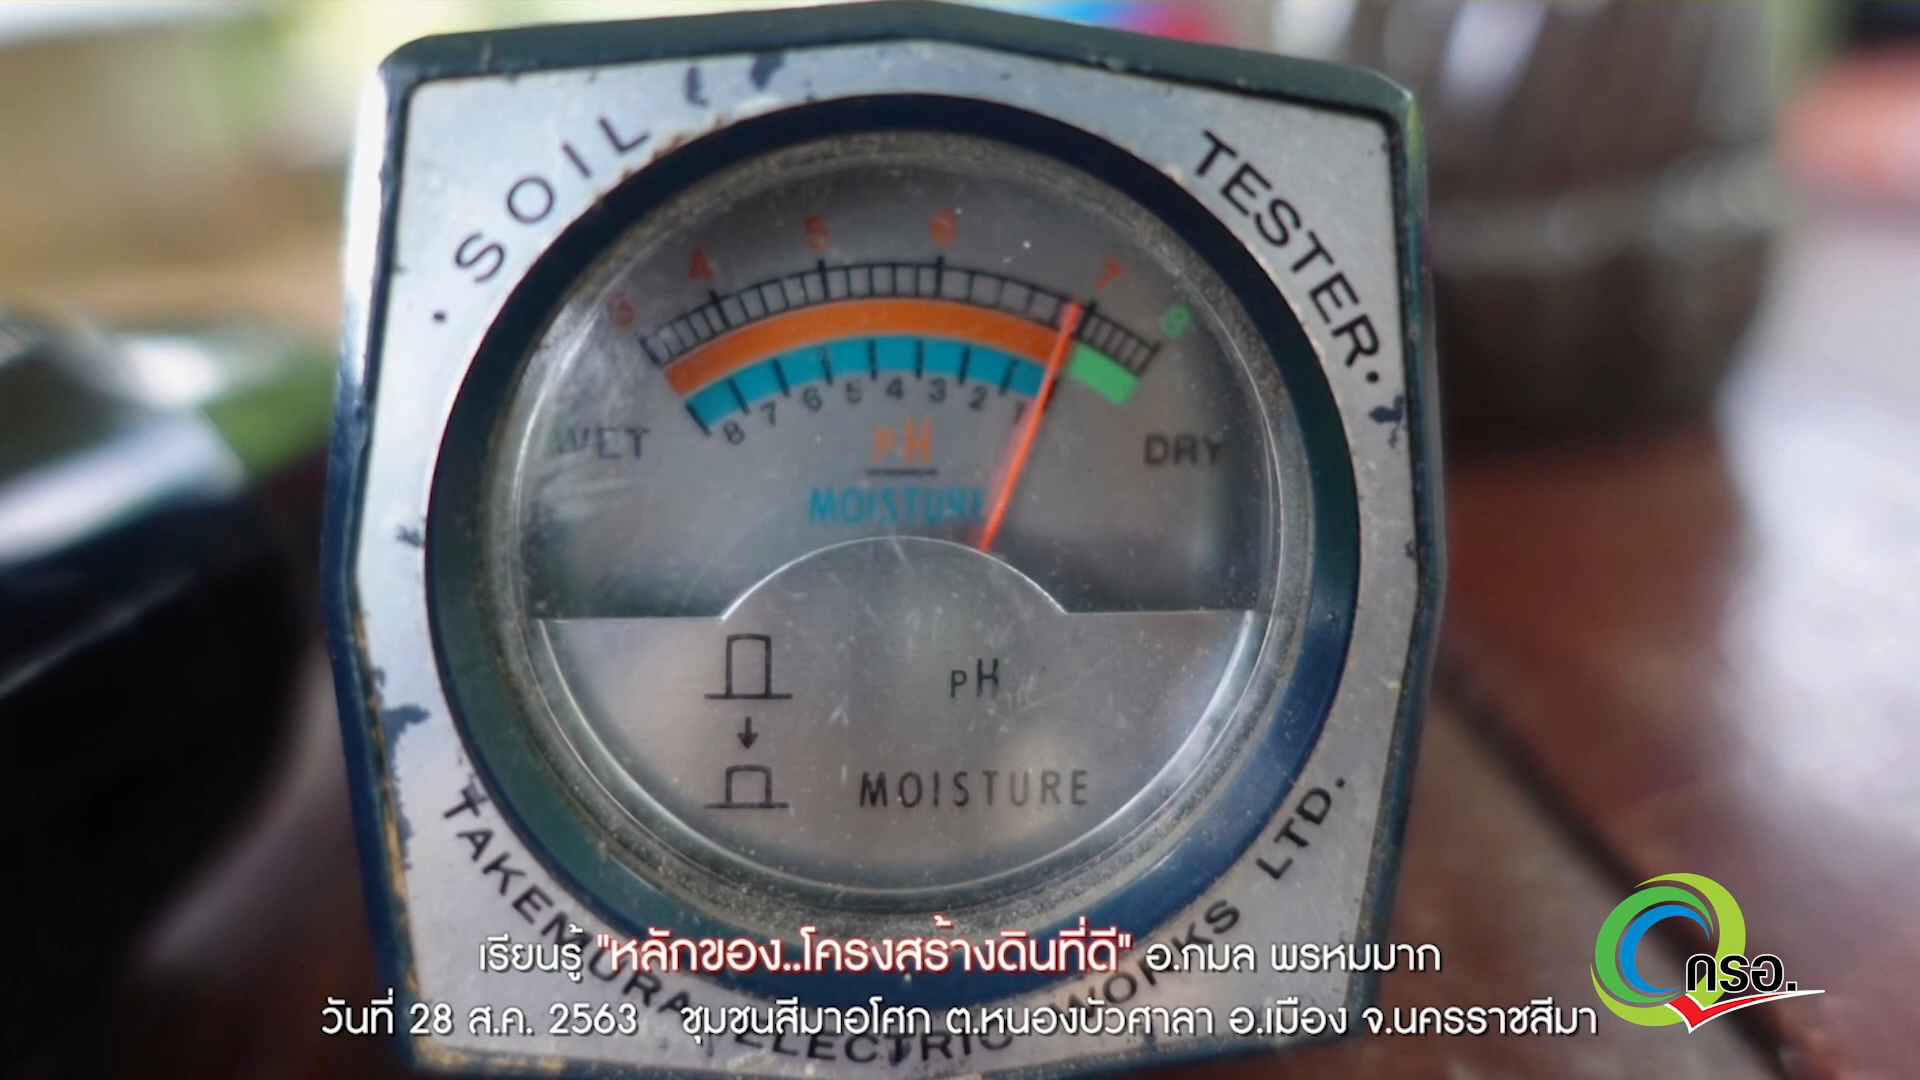 SOIL TESTER
3 4 5 6 7 8
8 7 6 5 4 3 2 1
WET pH DRY
MOISTURE
pH
MOISTURE
TAKEMURA ELECTRIC WORKS LTD.
เรียนรู้ "หลักของ..โครงสร้างดินที่ดี" อ.กมล พรหมมาก
วันที่ 28 ส.ค. 2563 ชุมชนสีมาอโศก ต.หนองบัวศาลา อ.เมือง จ.นครราชสีมา
กรอ.